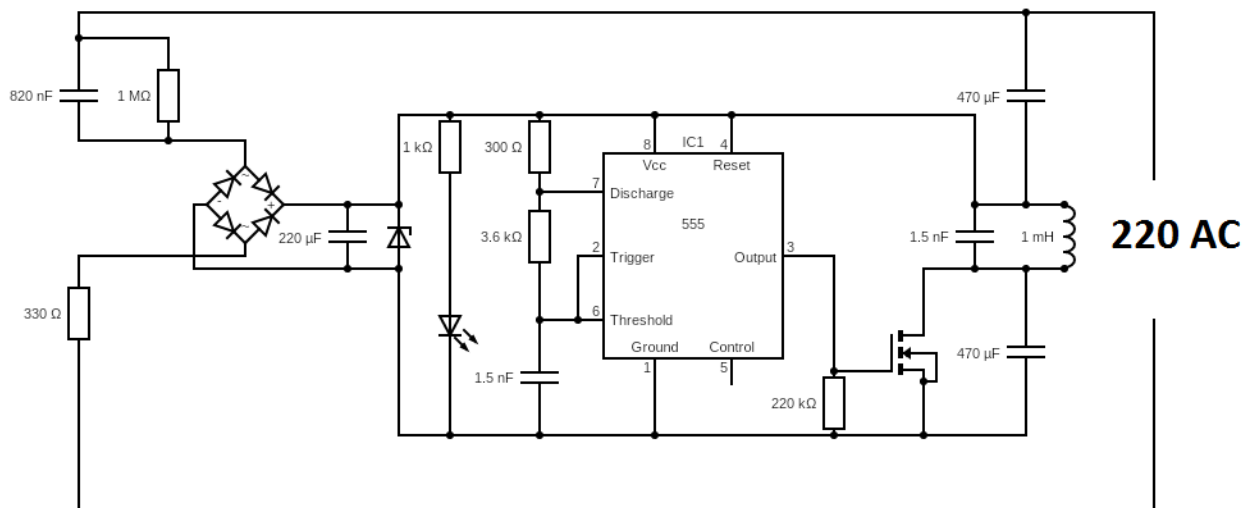 820 nF
1 MΩ
470 µF
1 kΩ
300 Ω
8
IC1
4
Vcc
Reset
7
Discharge
~
-
+
~
555
220 µF
3.6 kΩ
2
Trigger
Output
3
1.5 nF
1 mH
220 AC
330 Ω
6
Threshold
Ground
Control
1
5
1.5 nF
220 kΩ
470 µF